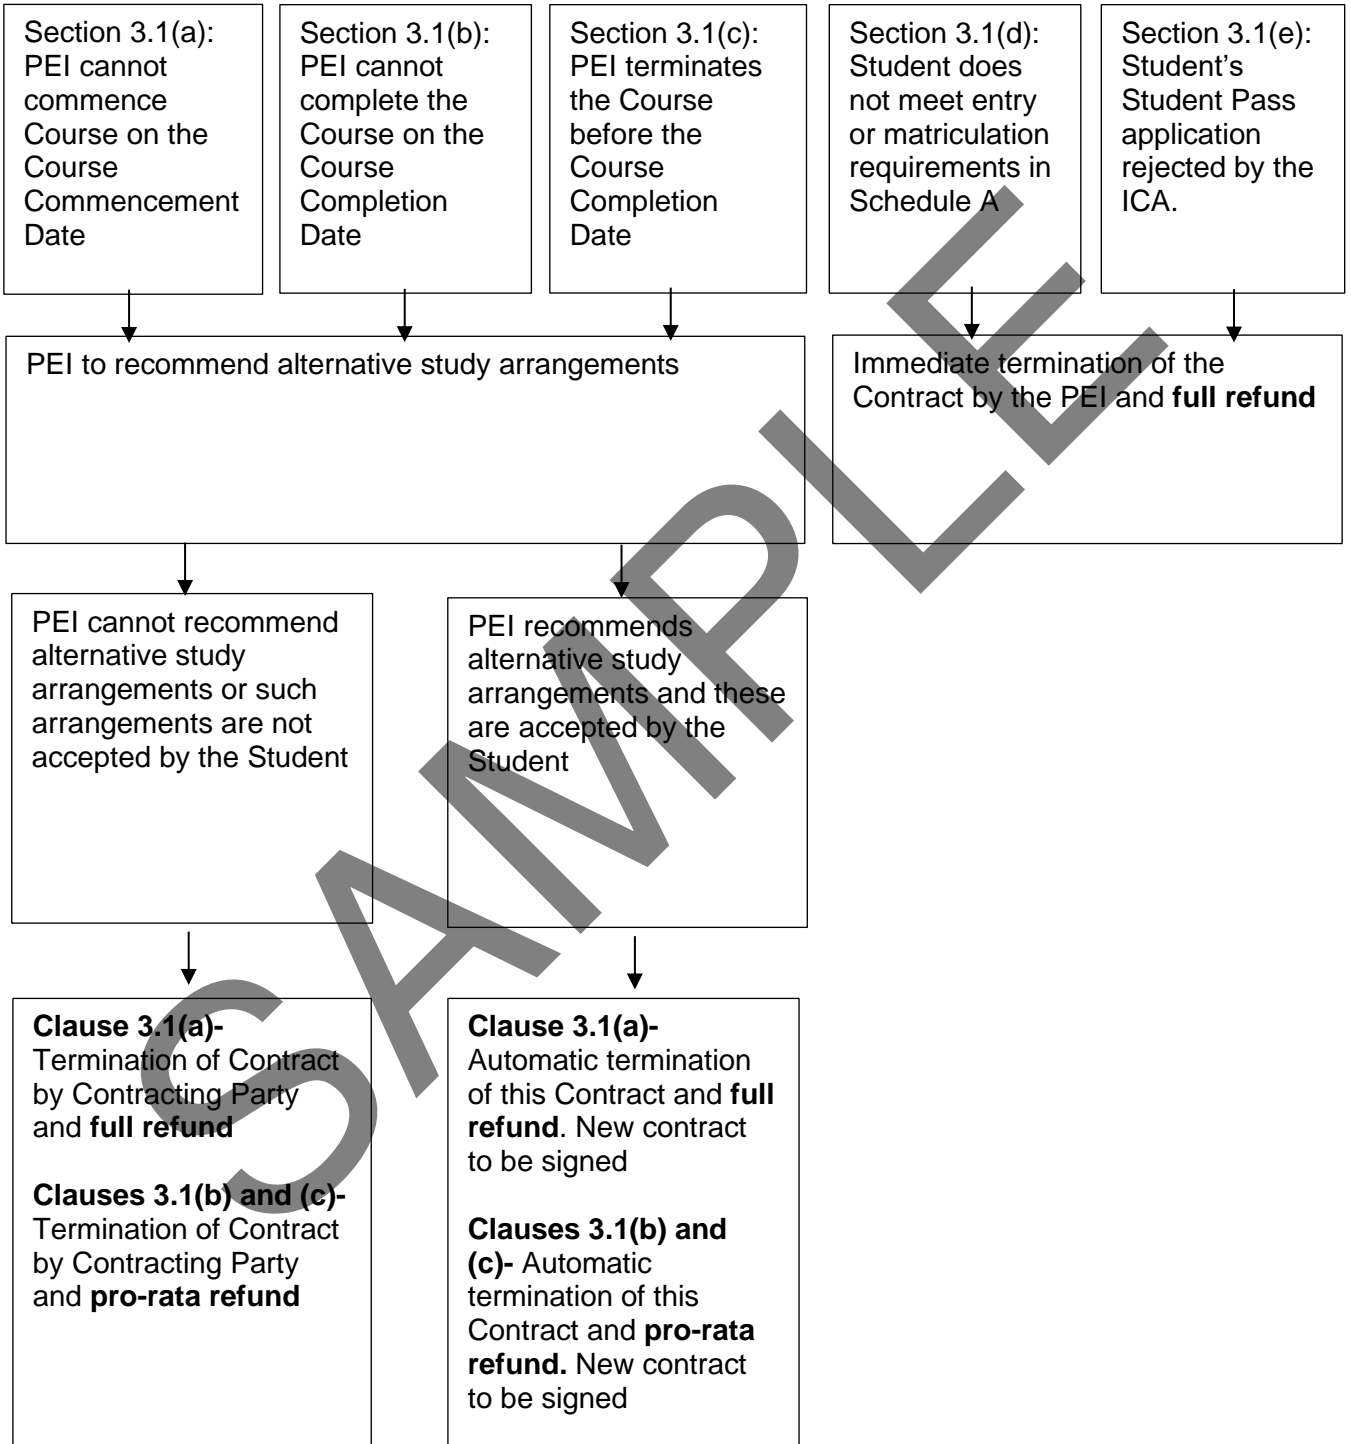 Section 3.1(a):
PEI cannot
commence
Course on the
Course
Commencement
Date
Section 3.1(b):
PEI cannot
complete the
Course on the
Course
Completion
Date
Section 3.1(c):
PEI terminates
the Course
before the
Course
Completion
Date
Section 3.1(d):
Student does
not meet entry
or matriculation
requirements in
Schedule A
Section 3.1(e):
Student’s
Student Pass
application
rejected by the
ICA.
PEI to recommend alternative study arrangements
Immediate termination of the
Contract by the PEI and full refund
PEI cannot recommend
alternative study
arrangements or such
arrangements are not
accepted by the Student
PEI recommends
alternative study
arrangements and these
are accepted by the
Student
Clause 3.1(a)-
Termination of Contract
by Contracting Party
and full refund
Clauses 3.1(b) and (c)-
Termination of Contract
by Contracting Party
and pro-rata refund
Clause 3.1(a)-
Automatic termination
of this Contract and full
refund. New contract
to be signed
Clauses 3.1(b) and
(c)- Automatic
termination of this
Contract and pro-rata
refund. New contract
to be signed
SAMPLE